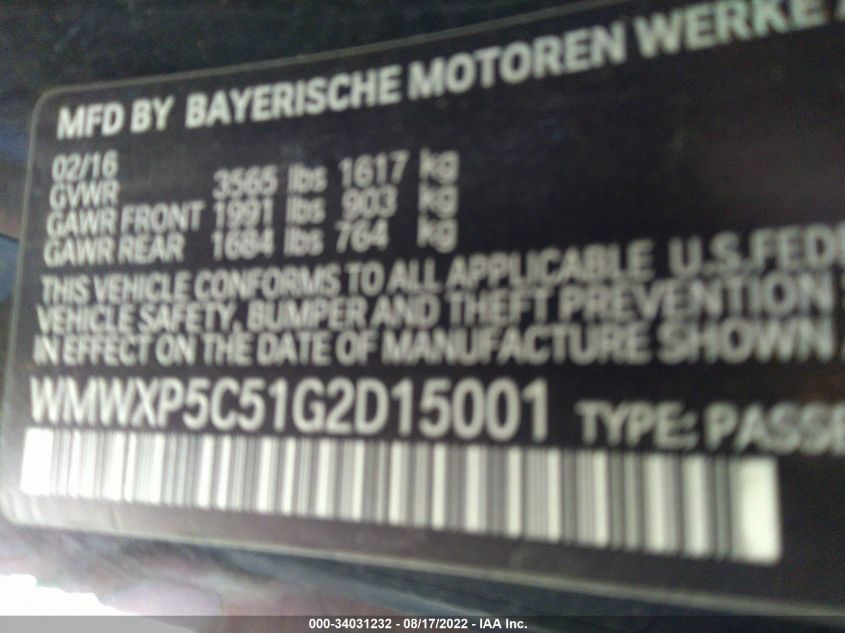 MFD BY BAYERISCHE MOTOREN WERKE
02/16
GVWR 3565 lbs 1617 kg
GAWR FRONT 1991 lbs 903 kg
GAWR REAR 1684 lbs 764 kg
THIS VEHICLE CONFORMS TO ALL APPLICABLE U.S.FEDE
VEHICLE SAFETY, BUMPER AND THEFT PREVENTION
IN EFFECT ON THE DATE OF MANUFACTURE SHOWN
WMWXP5C51G2D15001 TYPE: PASSE
000-34031232 - 08/17/2022 - IAA Inc.